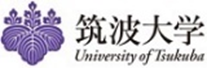 筑波大学
University of Tsukuba